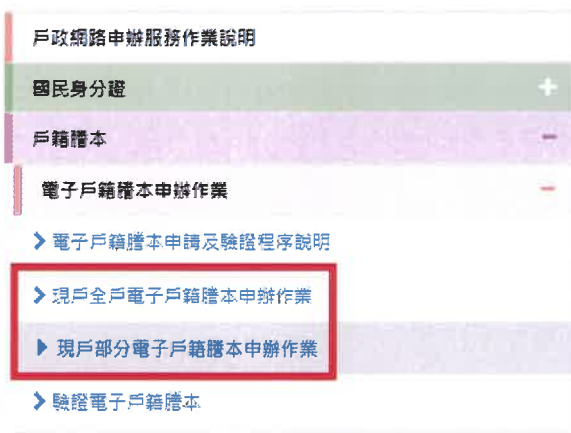 戶政網路申辦服務作業說明
國民身分證
戶籍謄本
電子戶籍謄本申辦作業
電子戶籍謄本申請及驗證程序說明
現戶全戶電子戶籍謄本申辦作業
現戶部分電子戶籍謄本申辦作業
驗證電子戶籍謄本